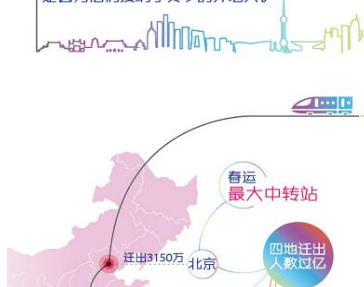 春运
最大中转站
迁出3150万
北京
四地迁出
人数过亿